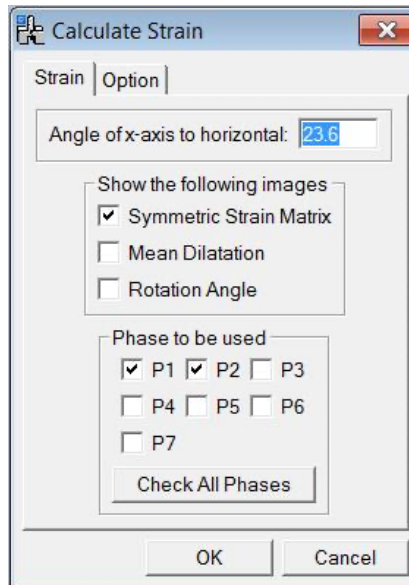 Calculate Strain
Strain Option
Angle of x-axis to horizontal: 23.6
Show the following images
Symmetric Strain Matrix
Mean Dilatation
Rotation Angle
Phase to be used
P1 P2 P3
P4 P5 P6
P7
Check All Phases
OK Cancel